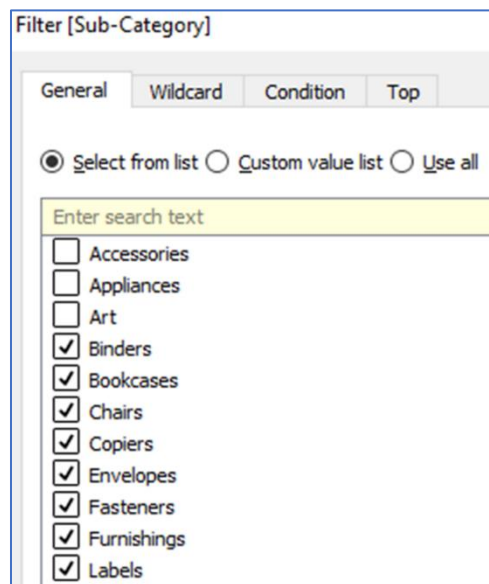 Filter [Sub-Category]
General Wildcard Condition Top
Select from list Custom value list Use all
Enter search text
Accessories
Appliances
Art
Binders
Bookcases
Chairs
Copiers
Envelopes
Fasteners
Furnishings
Labels